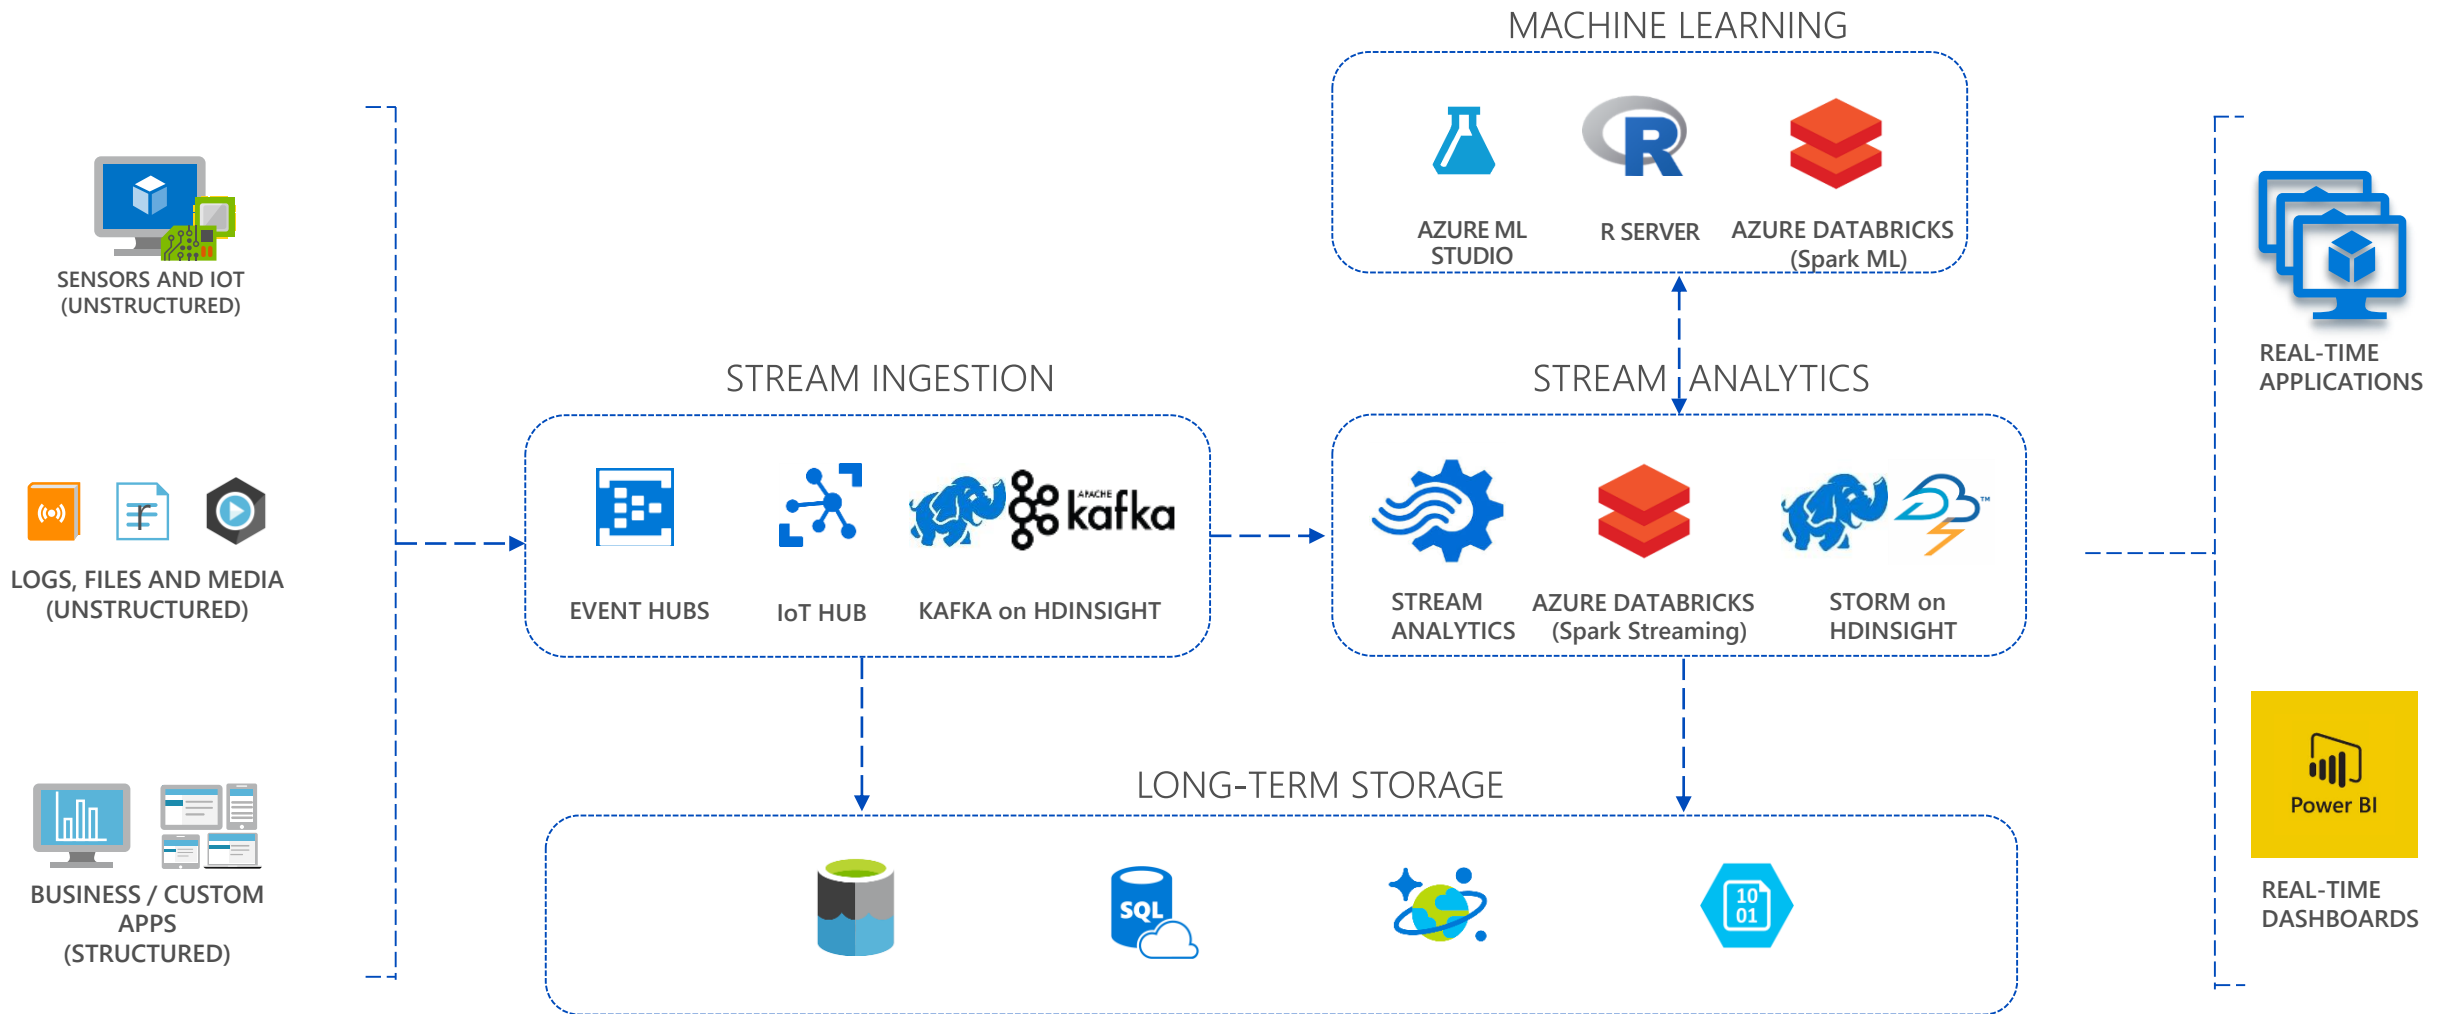 MACHINE LEARNING
AZURE ML
STUDIO
R
R SERVER
AZURE DATABRICKS
(Spark ML)
SENSORS AND IOT
(UNSTRUCTURED)
r
LOGS, FILES AND MEDIA
(UNSTRUCTURED)
BUSINESS / CUSTOM
APPS
(STRUCTURED)
STREAM INGESTION
EVENT HUBS
IoT HUB
APACHE
kafka
KAFKA on HDINSIGHT
STREAM ANALYTICS
STREAM
ANALYTICS
AZURE DATABRICKS
(Spark Streaming)
TM
STORM on
HDINSIGHT
LONG-TERM STORAGE
SQL
10
01
REAL-TIME
APPLICATIONS
Power BI
REAL-TIME
DASHBOARDS